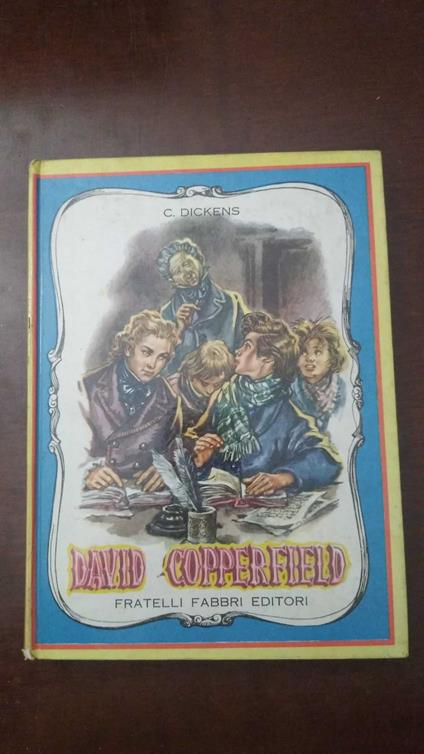 C. DICKENS
DAVID COPPERFIELD
FRATELLI FABBRI EDITORI